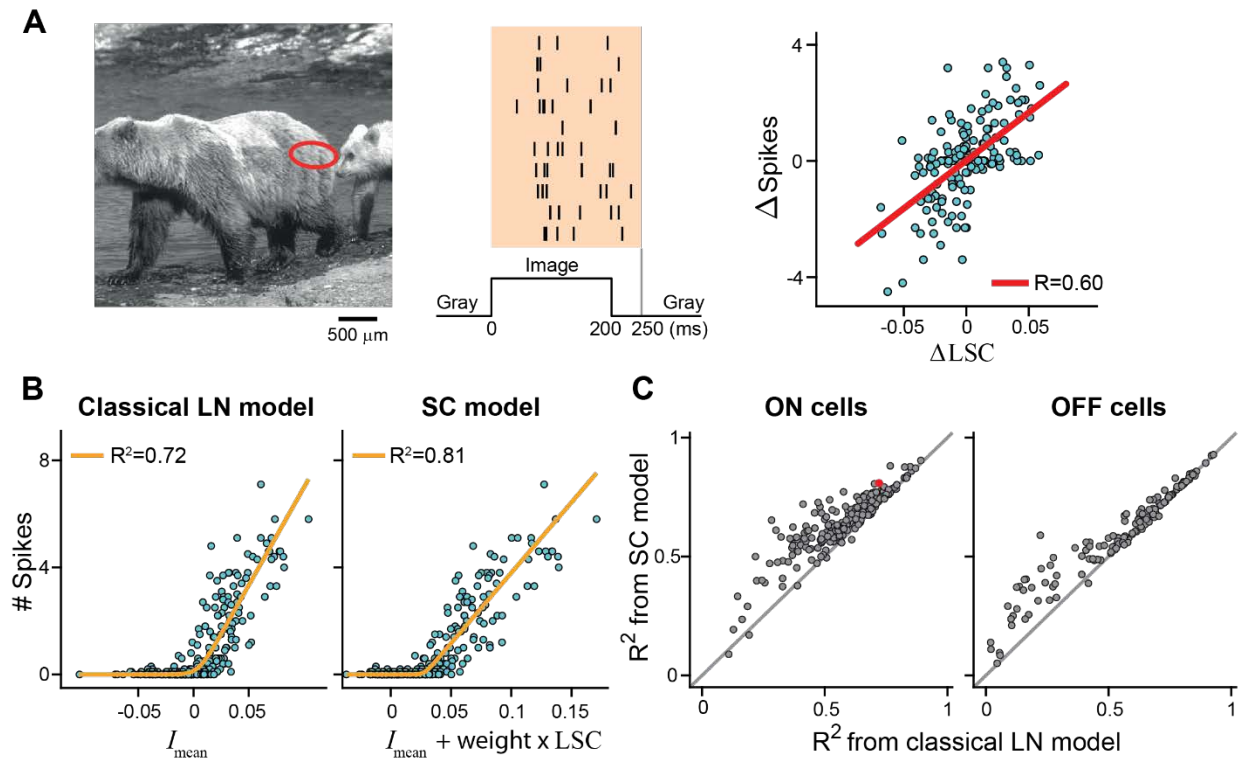 A
500 μm
Image
Gray
Gray
0
200
250 (ms)
4
0
-4
ΔSpikes
-0.05
0
0.05
ΔLSC
R=0.60
B
Classical LN model
SC model
R²=0.72
R²=0.81
8
4
0
# Spikes
-0.05
0
0.05
I mean
0
0.05
0.1
0.15
I mean + weight x LSC
C
ON cells
OFF cells
1
0.5
0
R² from SC model
0
0.5
1
0
0.5
1
R² from classical LN model